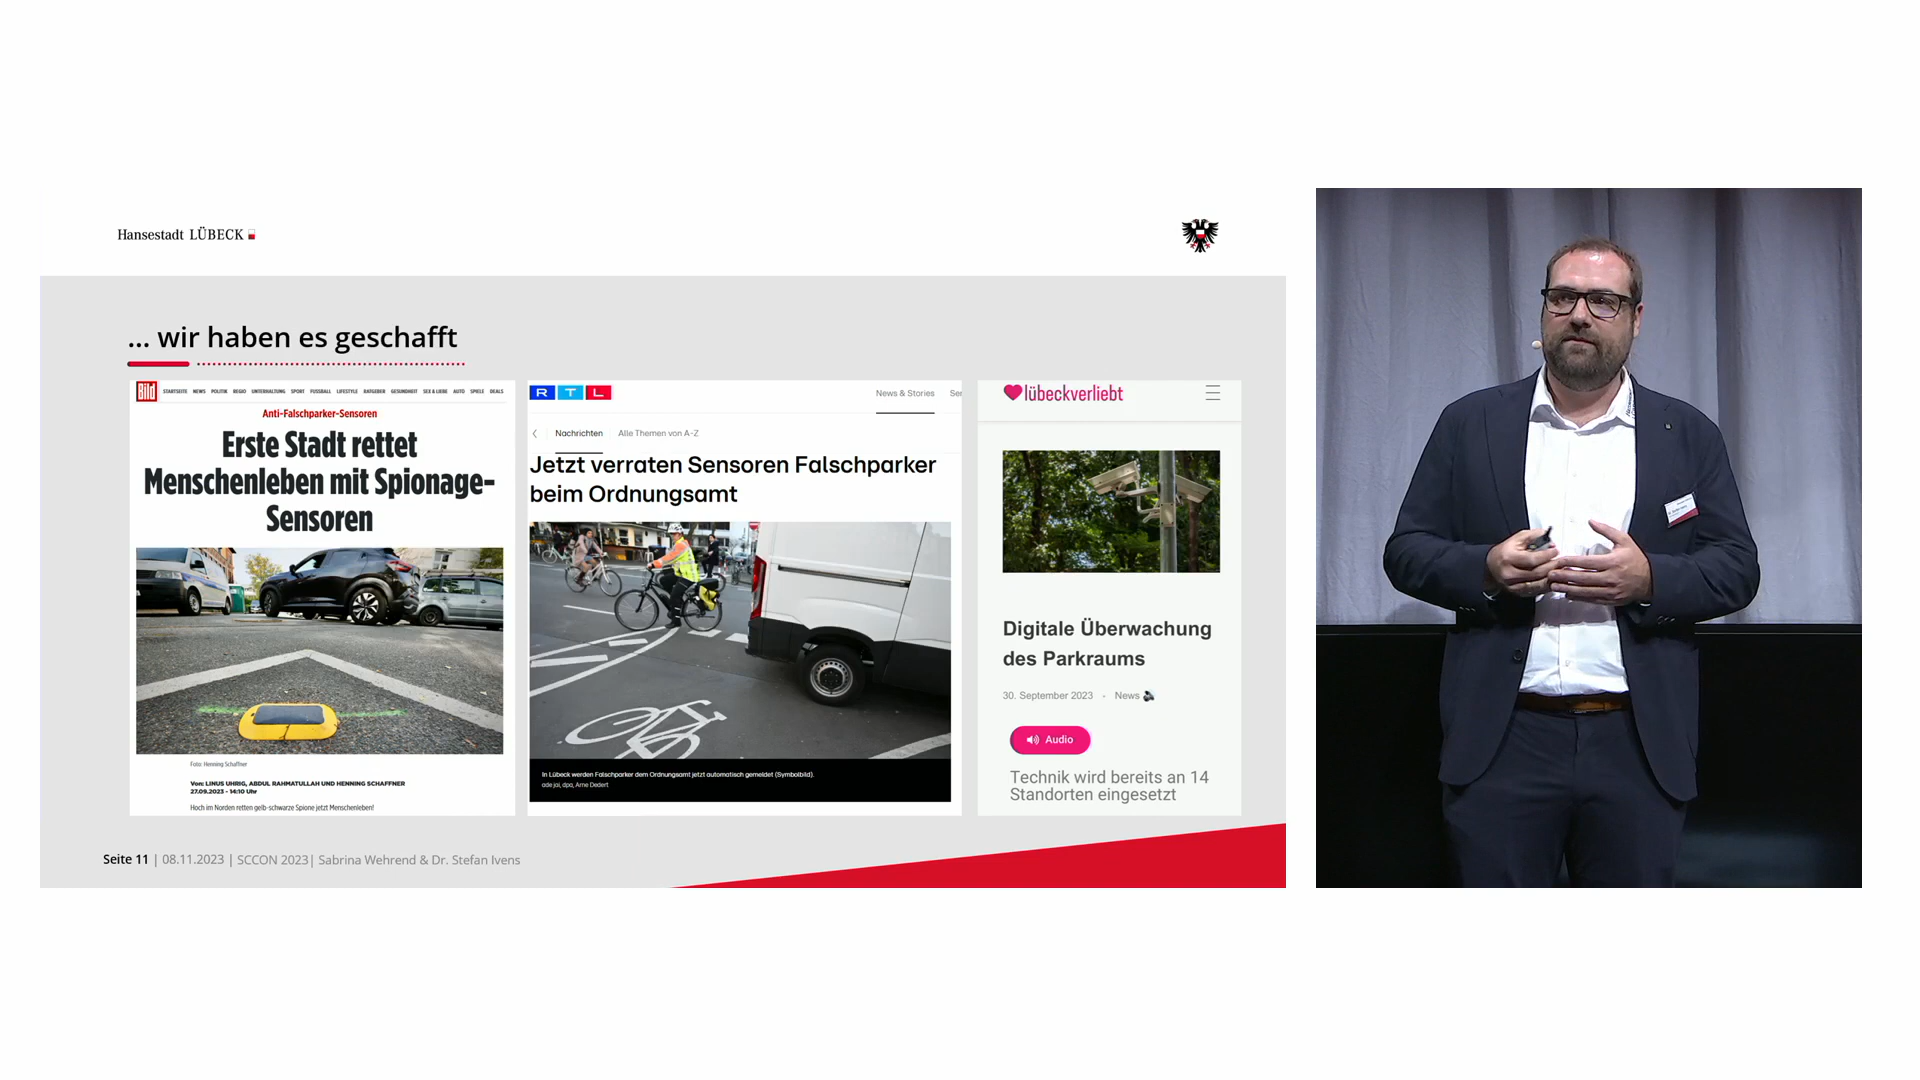 Hansestadt LÜBECK
... wir haben es geschafft
Bild
STARTSEITE NEWS POLITIK REGIO UNTERHALTUNG SPORT FUSSBALL LIFESTYLE RATGEBER GESUNDHEIT SEX & LIEBE AUTO SPIELE DEALS
Anti-Falschparker-Sensoren
Erste Stadt rettet
Menschenleben mit Spionage-
Sensoren
Foto: Henning Schaffner
Von: LINUS UHRIG, ABDUL RAHMATULLAH UND HENNING SCHAFFNER
27.09.2023 - 14:10 Uhr
Hoch im Norden retten gelb-schwarze Spione jetzt Menschenleben!
RTL
News & Stories Ser
Nachrichten Alle Themen von A-Z
Jetzt verraten Sensoren Falschparker
beim Ordnungsamt
In Lübeck werden Falschparker dem Ordnungsamt jetzt automatisch gemeldet (Symbolbild).
ade jai, dpa, Arne Dedert
lübeckverliebt
Digitale Überwachung
des Parkraums
30. September 2023 - News
Audio
Technik wird bereits an 14
Standorten eingesetzt
Seite 11 | 08.11.2023 | SCCON 2023| Sabrina Wehrend & Dr. Stefan Ivens